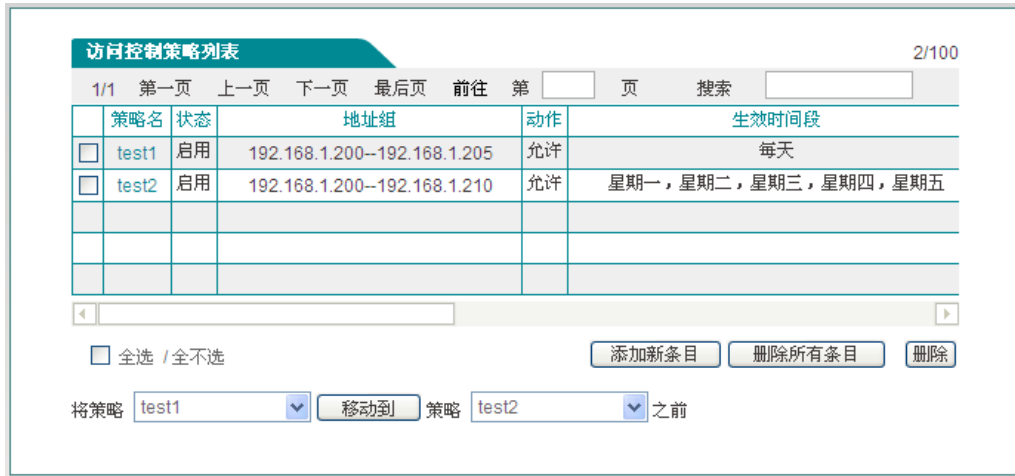 访问控制策略列表 2/100
1/1 第一页 上一页 下一页 最后页 前往 第 页 搜索
策略名 状态 地址组 动作 生效时间段
test1 启用 192.168.1.200--192.168.1.205 允许 每天
test2 启用 192.168.1.200--192.168.1.210 允许 星期一，星期二，星期三，星期四，星期五
全选 / 全不选 添加新条目 删除所有条目 删除
将策略 test1 移动到 策略 test2 之前